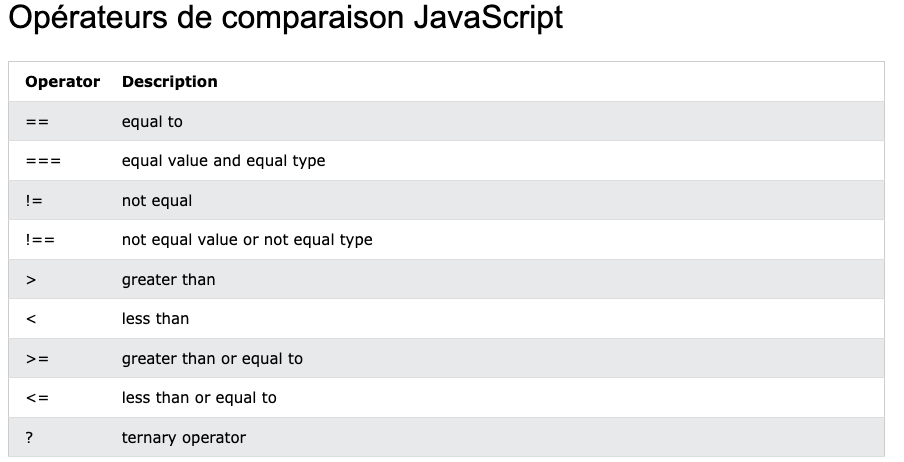 Opérateurs de comparaison JavaScript
Operator Description
== equal to
=== equal value and equal type
!= not equal
!== not equal value or not equal type
> greater than
< less than
>= greater than or equal to
<= less than or equal to
? ternary operator